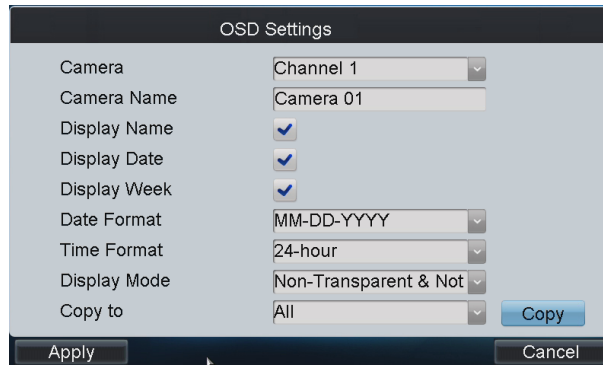 OSD Settings
Camera Channel 1
Camera Name Camera 01
Display Name
Display Date
Display Week
Date Format MM-DD-YYYY
Time Format 24-hour
Display Mode Non-Transparent & Not
Copy to All Copy
Apply Cancel